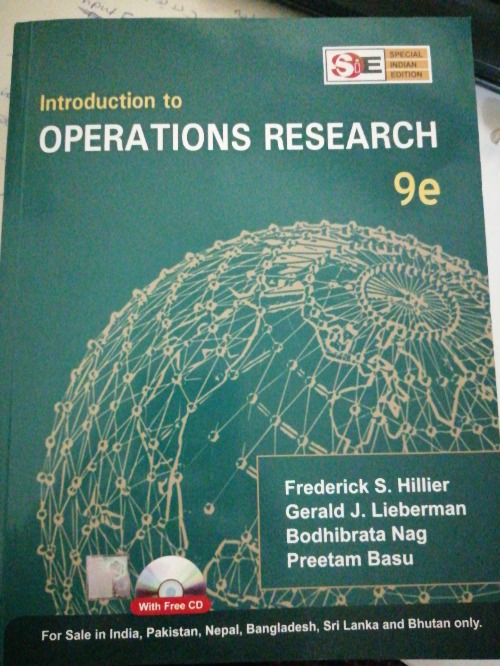 SiE
SPECIAL
INDIAN
EDITION
Introduction to
OPERATIONS RESEARCH
9e
Frederick S. Hillier
Gerald J. Lieberman
Bodhibrata Nag
Preetam Basu
With Free CD
For Sale in India, Pakistan, Nepal, Bangladesh, Sri Lanka and Bhutan only.